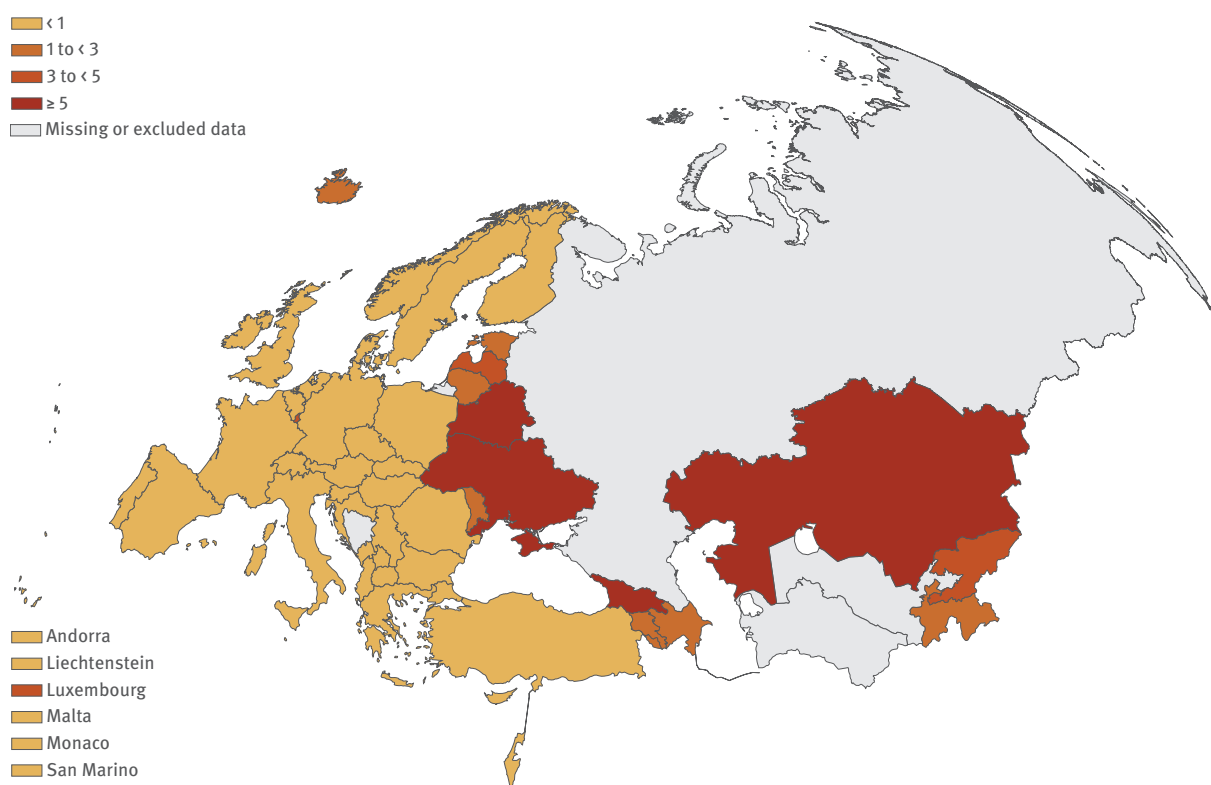 < 1
1 to < 3
3 to < 5
≥ 5
Missing or excluded data
Andorra
Liechtenstein
Luxembourg
Malta
Monaco
San Marino